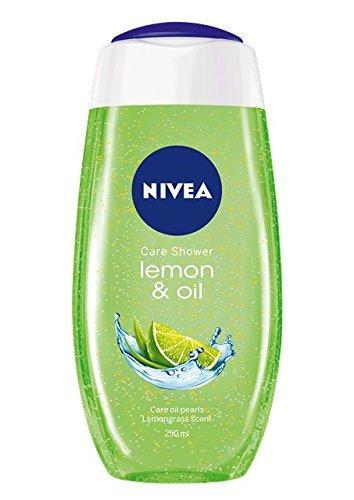 NIVEA
Care Shower
lemon
& oil
Care oil pearls
Lemongrass scent
250 ml